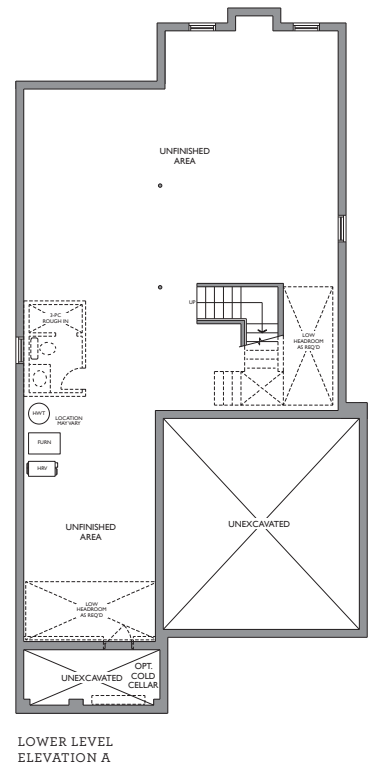 UNFINISHED
AREA
UP
3-PC
ROUGH IN
LOW
HEADROOM
AS REQ'D
HWT
LOCATION
MAY VARY
FURN
HRV
UNFINISHED
AREA
UNEXCAVATED
LOW
HEADROOM
AS REQ'D
UNEXCAVATED
OPT.
COLD
CELLAR
LOWER LEVEL
ELEVATION A